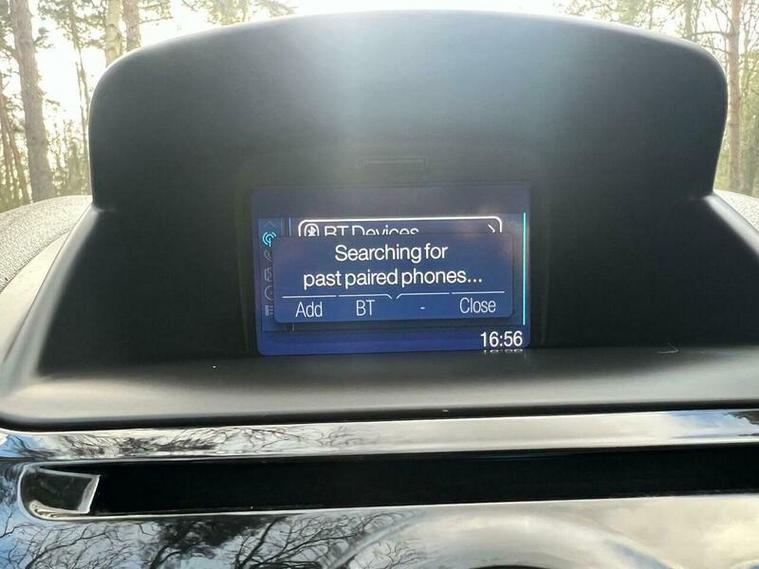 BT Devices
Searching for
past paired phones...
Add BT - Close
16:56